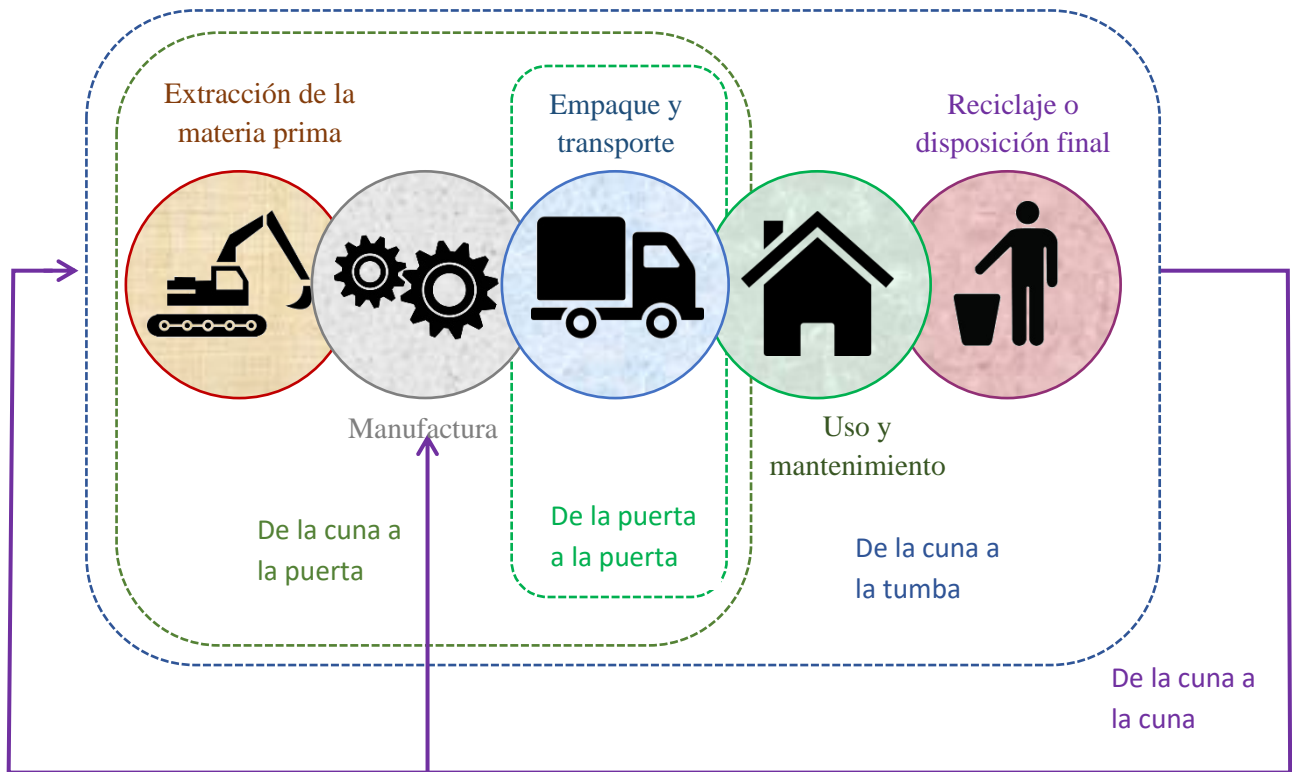 Extracción de la
materia prima
Empaque y
transporte
Reciclaje o
disposición final
Manufactura
Uso y
mantenimiento
De la cuna a
la puerta
De la puerta
a la puerta
De la cuna a
la tumba
De la cuna a
la cuna